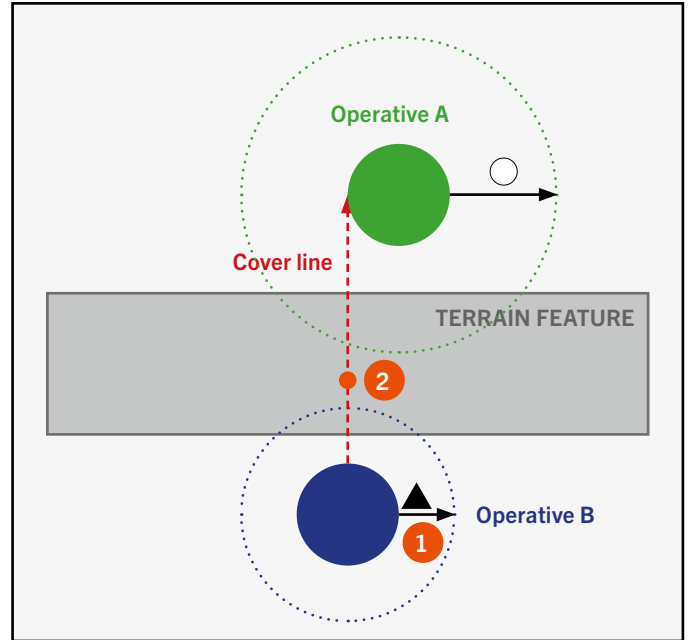 Operative A
Cover line
TERRAIN FEATURE
2
Operative B
1